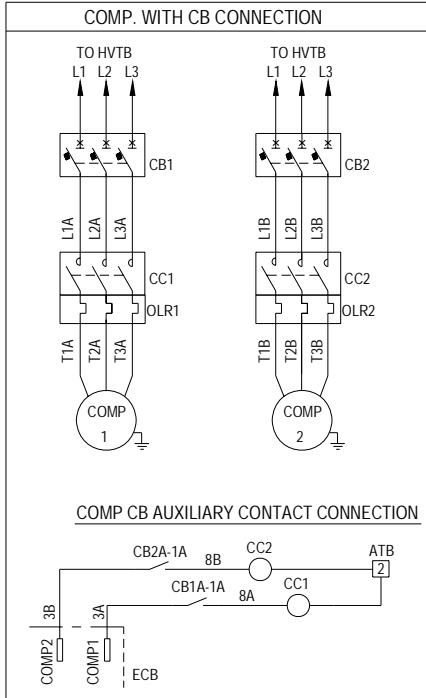 COMP. WITH CB CONNECTION
TO HVTB TO HVTB
L1 L2 L3 L1 L2 L3
CB1 CB2
L1A L2A L3A L1B L2B L3B
CC1 CC2
OLR1 OLR2
T1A T2A T3A T1B T2B T3B
COMP COMP
1 2
COMP CB AUXILIARY CONTACT CONNECTION
CB2A-1A 8B CC2 ATB
2
CB1A-1A 8A CC1
3B 3A
COMP2 COMP1 ECB